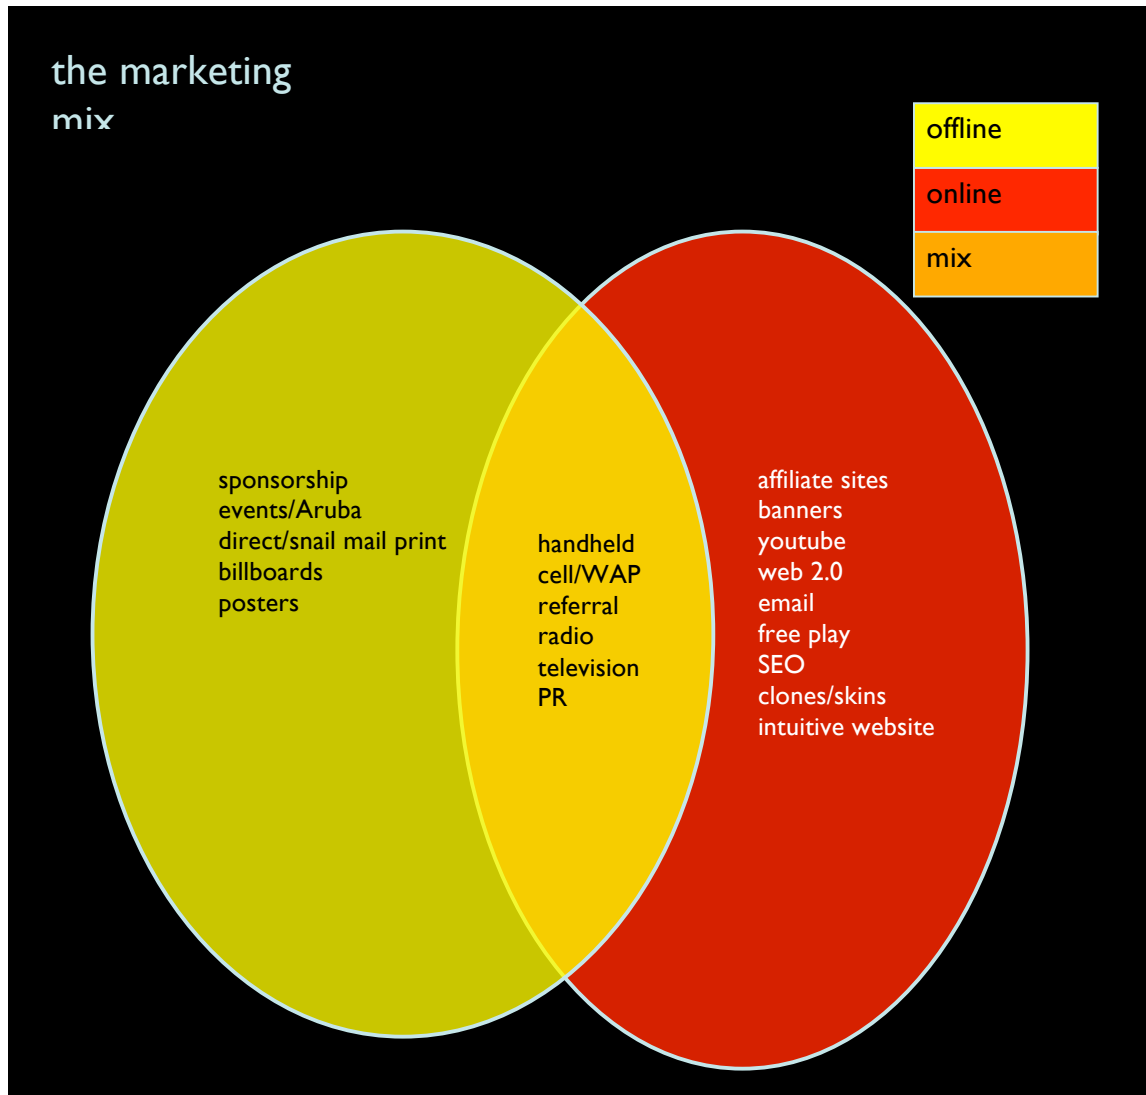 the marketing
mix
offline
online
mix
sponsorship
events/Aruba
direct/snail mail print
billboards
posters
handheld
cell/WAP
referral
radio
television
PR
affiliate sites
banners
youtube
web 2.0
email
free play
SEO
clones/skins
intuitive website